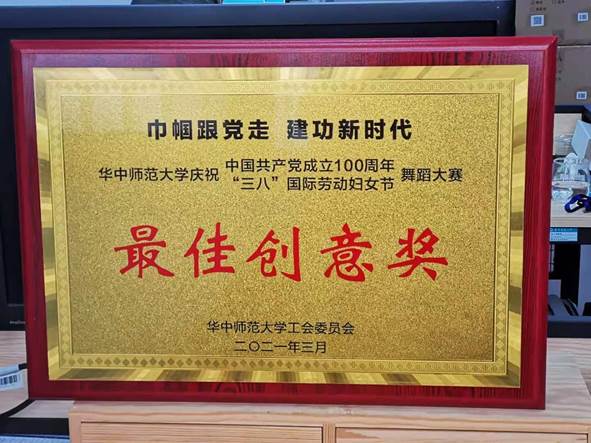 巾帼跟党走 建功新时代
华中师范大学庆祝 中国共产党成立100周年
“三八”国际劳动妇女节 舞蹈大赛
最佳创意奖
华中师范大学工会委员会
二〇二一年三月